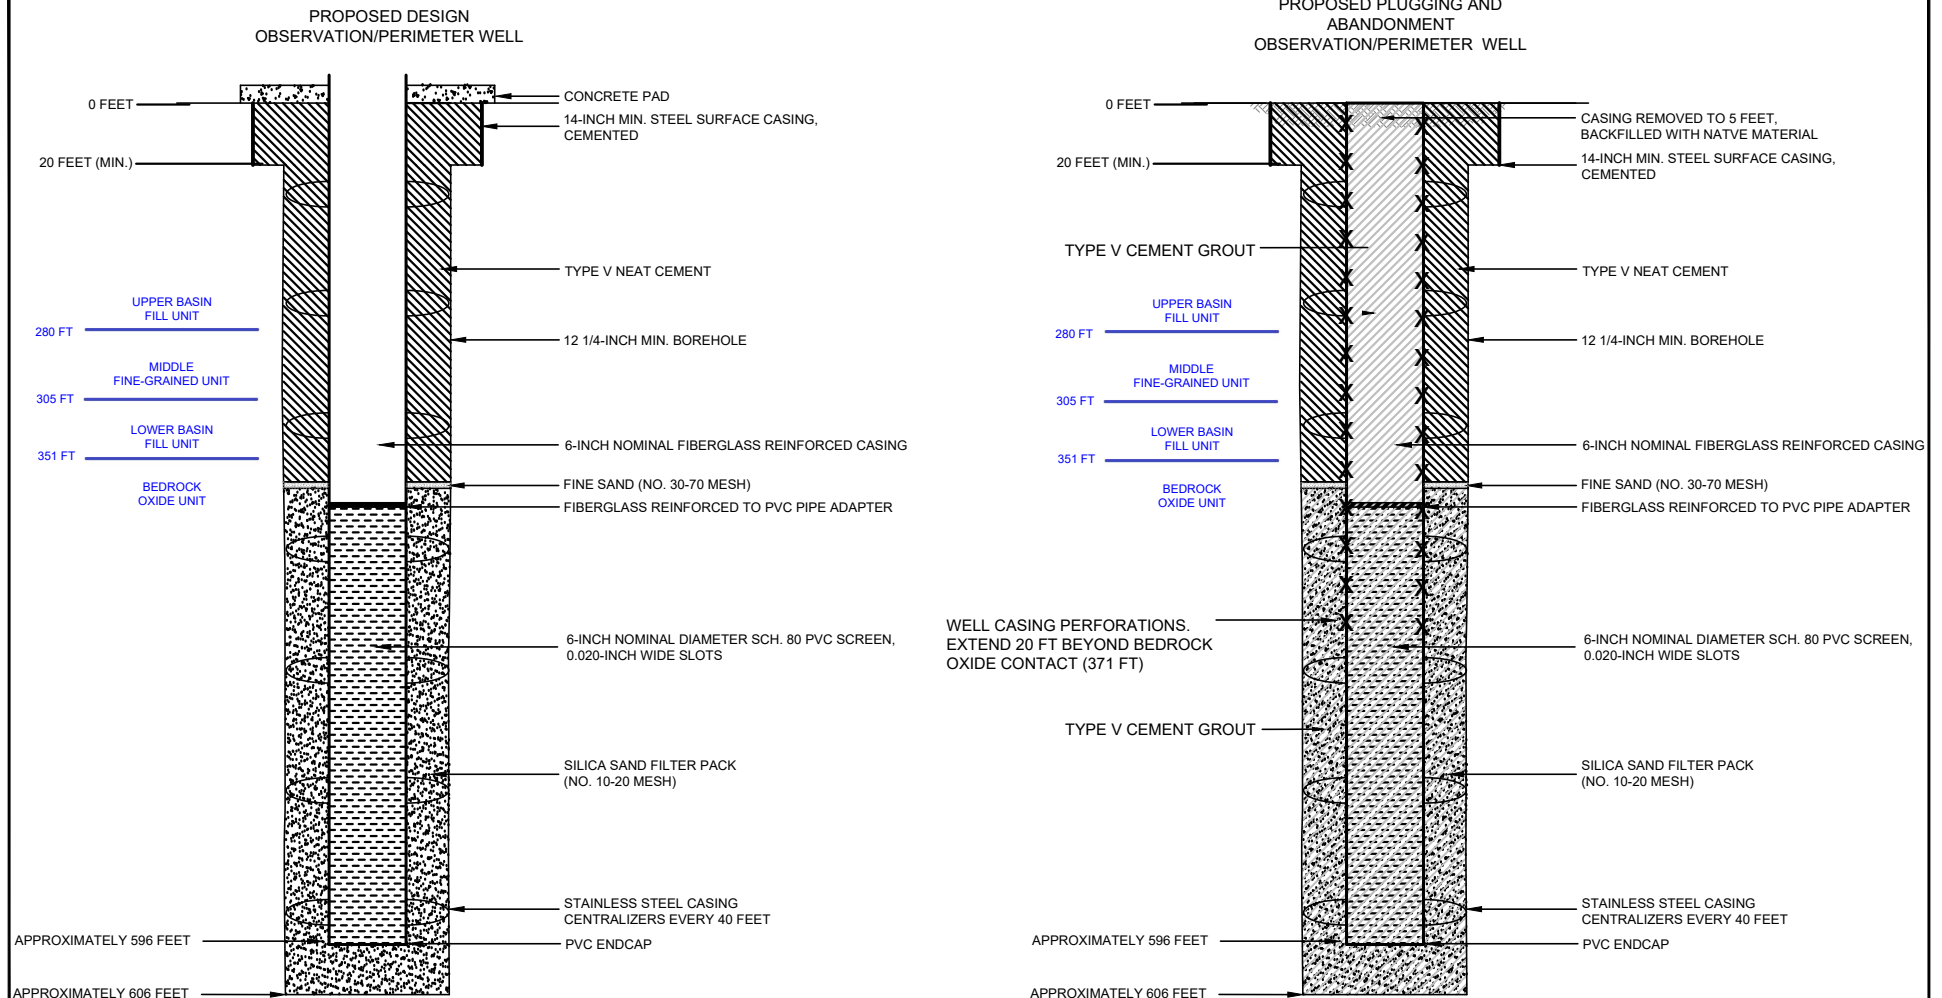 PROPOSED DESIGN
OBSERVATION/PERIMETER WELL
0 FEET
20 FEET (MIN.)
UPPER BASIN
FILL UNIT
280 FT
MIDDLE
FINE-GRAINED UNIT
305 FT
LOWER BASIN
FILL UNIT
351 FT
BEDROCK
OXIDE UNIT
APPROXIMATELY 596 FEET
APPROXIMATELY 606 FEET
CONCRETE PAD
14-INCH MIN. STEEL SURFACE CASING,
CEMENTED
TYPE V NEAT CEMENT
12 1/4-INCH MIN. BOREHOLE
6-INCH NOMINAL FIBERGLASS REINFORCED CASING
FINE SAND (NO. 30-70 MESH)
FIBERGLASS REINFORCED TO PVC PIPE ADAPTER
6-INCH NOMINAL DIAMETER SCH. 80 PVC SCREEN,
0.020-INCH WIDE SLOTS
SILICA SAND FILTER PACK
(NO. 10-20 MESH)
STAINLESS STEEL CASING
CENTRALIZERS EVERY 40 FEET
PVC ENDCAP
PROPOSED PLUGGING AND
ABANDONMENT
OBSERVATION/PERIMETER WELL
0 FEET
20 FEET (MIN.)
TYPE V CEMENT GROUT
UPPER BASIN
FILL UNIT
280 FT
MIDDLE
FINE-GRAINED UNIT
305 FT
LOWER BASIN
FILL UNIT
351 FT
BEDROCK
OXIDE UNIT
WELL CASING PERFORATIONS.
EXTEND 20 FT BEYOND BEDROCK
OXIDE CONTACT (371 FT)
TYPE V CEMENT GROUT
APPROXIMATELY 596 FEET
APPROXIMATELY 606 FEET
CASING REMOVED TO 5 FEET,
BACKFILLED WITH NATVE MATERIAL
14-INCH MIN. STEEL SURFACE CASING,
CEMENTED
TYPE V NEAT CEMENT
12 1/4-INCH MIN. BOREHOLE
6-INCH NOMINAL FIBERGLASS REINFORCED CASING
FINE SAND (NO. 30-70 MESH)
FIBERGLASS REINFORCED TO PVC PIPE ADAPTER
6-INCH NOMINAL DIAMETER SCH. 80 PVC SCREEN,
0.020-INCH WIDE SLOTS
SILICA SAND FILTER PACK
(NO. 10-20 MESH)
STAINLESS STEEL CASING
CENTRALIZERS EVERY 40 FEET
PVC ENDCAP